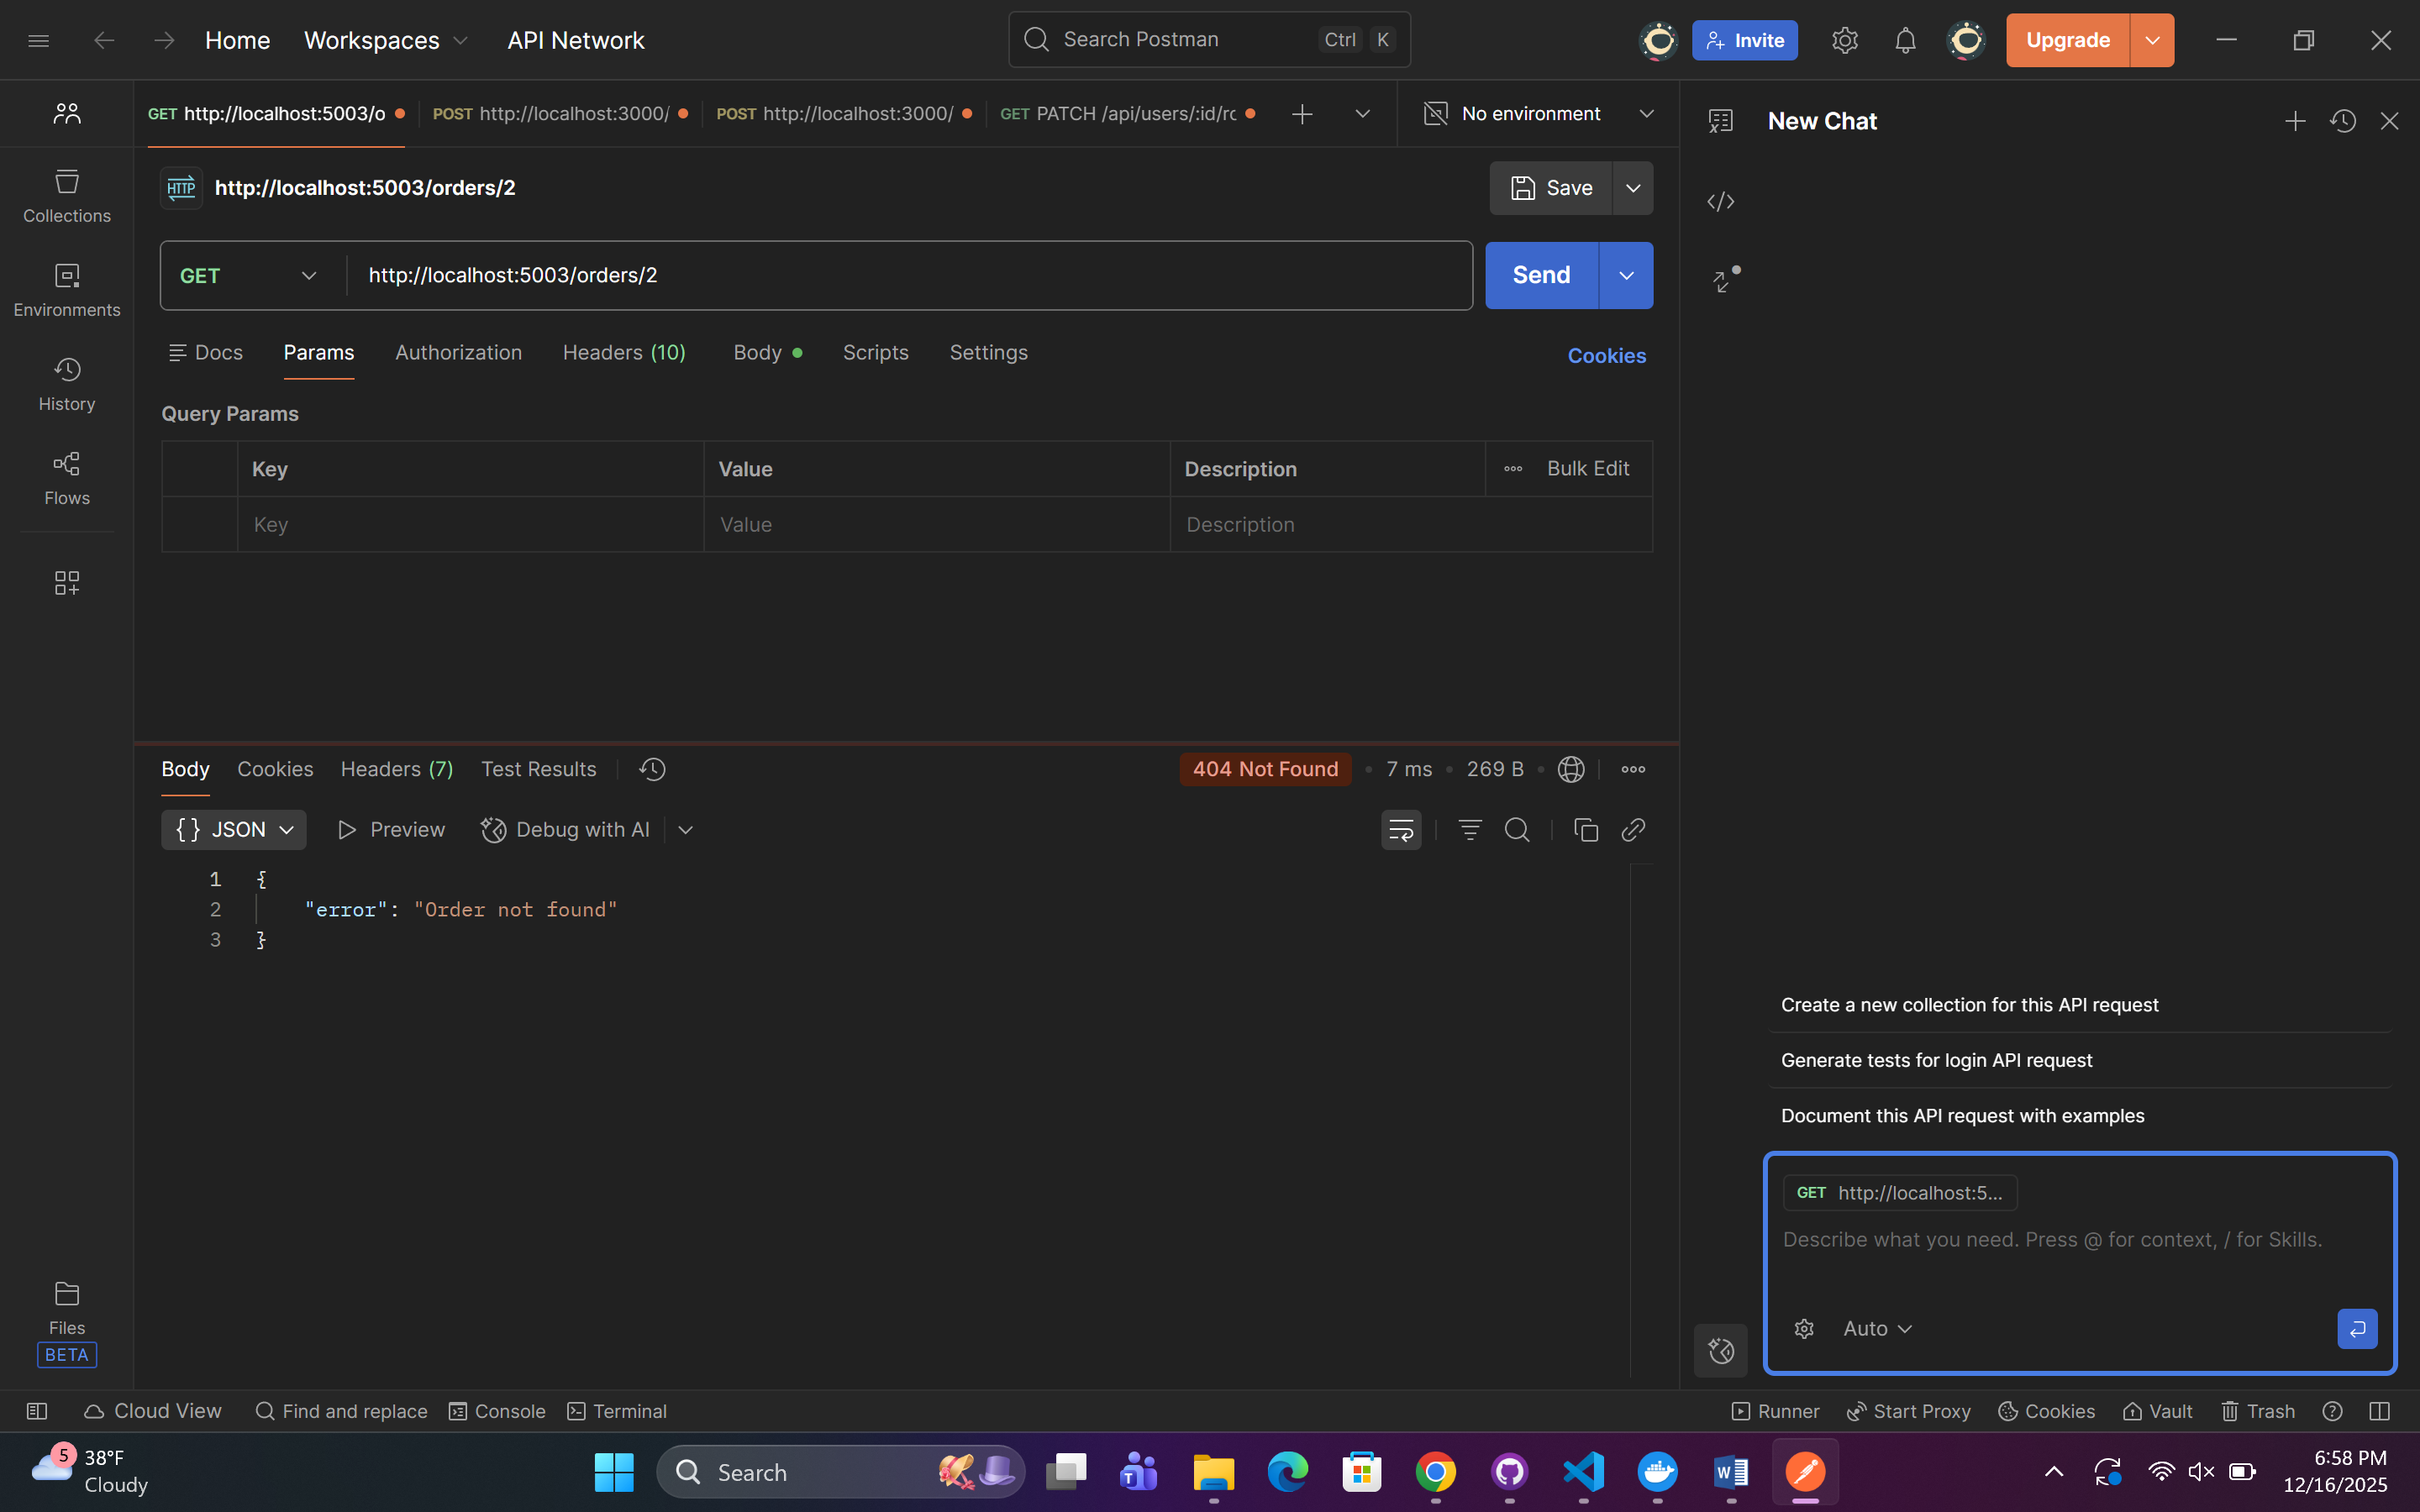 Home
Workspaces
API Network
Search Postman
Ctrl
K
Invite
Upgrade
GET http://localhost:5003/o
POST http://localhost:3000/
POST http://localhost:3000/
GET PATCH /api/users/:id/rc
No environment
New Chat
Collections
Environments
History
Flows
Files
BETA
HTTP
http://localhost:5003/orders/2
Save
GET
http://localhost:5003/orders/2
Send
Docs
Params
Authorization
Headers (10)
Body
Scripts
Settings
Cookies
Query Params
Key
Value
Description
Bulk Edit
Key
Value
Description
Body
Cookies
Headers (7)
Test Results
404 Not Found
7 ms
269 B
{ } JSON
Preview
Debug with AI
1 {
2 "error": "Order not found"
3 }
Create a new collection for this API request
Generate tests for login API request
Document this API request with examples
GET http://localhost:5...
Describe what you need. Press @ for context, / for Skills.
Auto
Cloud View
Find and replace
Console
Terminal
Runner
Start Proxy
Cookies
Vault
Trash
5
38°F
Cloudy
Search
6:58 PM
12/16/2025